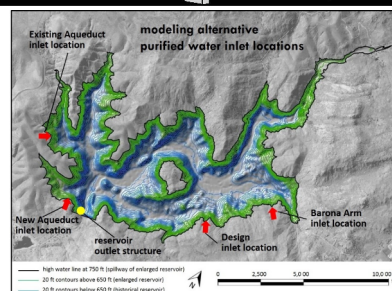 modeling alternative
purified water inlet locations
Existing Aqueduct
inlet location
New Aqueduct
inlet location
reservoir
outlet structure
Design
inlet location
Barona Arm
inlet location
high water line at 750 ft (spillway of enlarged reservoir)
20 ft contours above 650 ft (enlarged reservoir)
20 ft contours below 650 ft (historical reservoir)
N
0 2,500 5,000 10,000